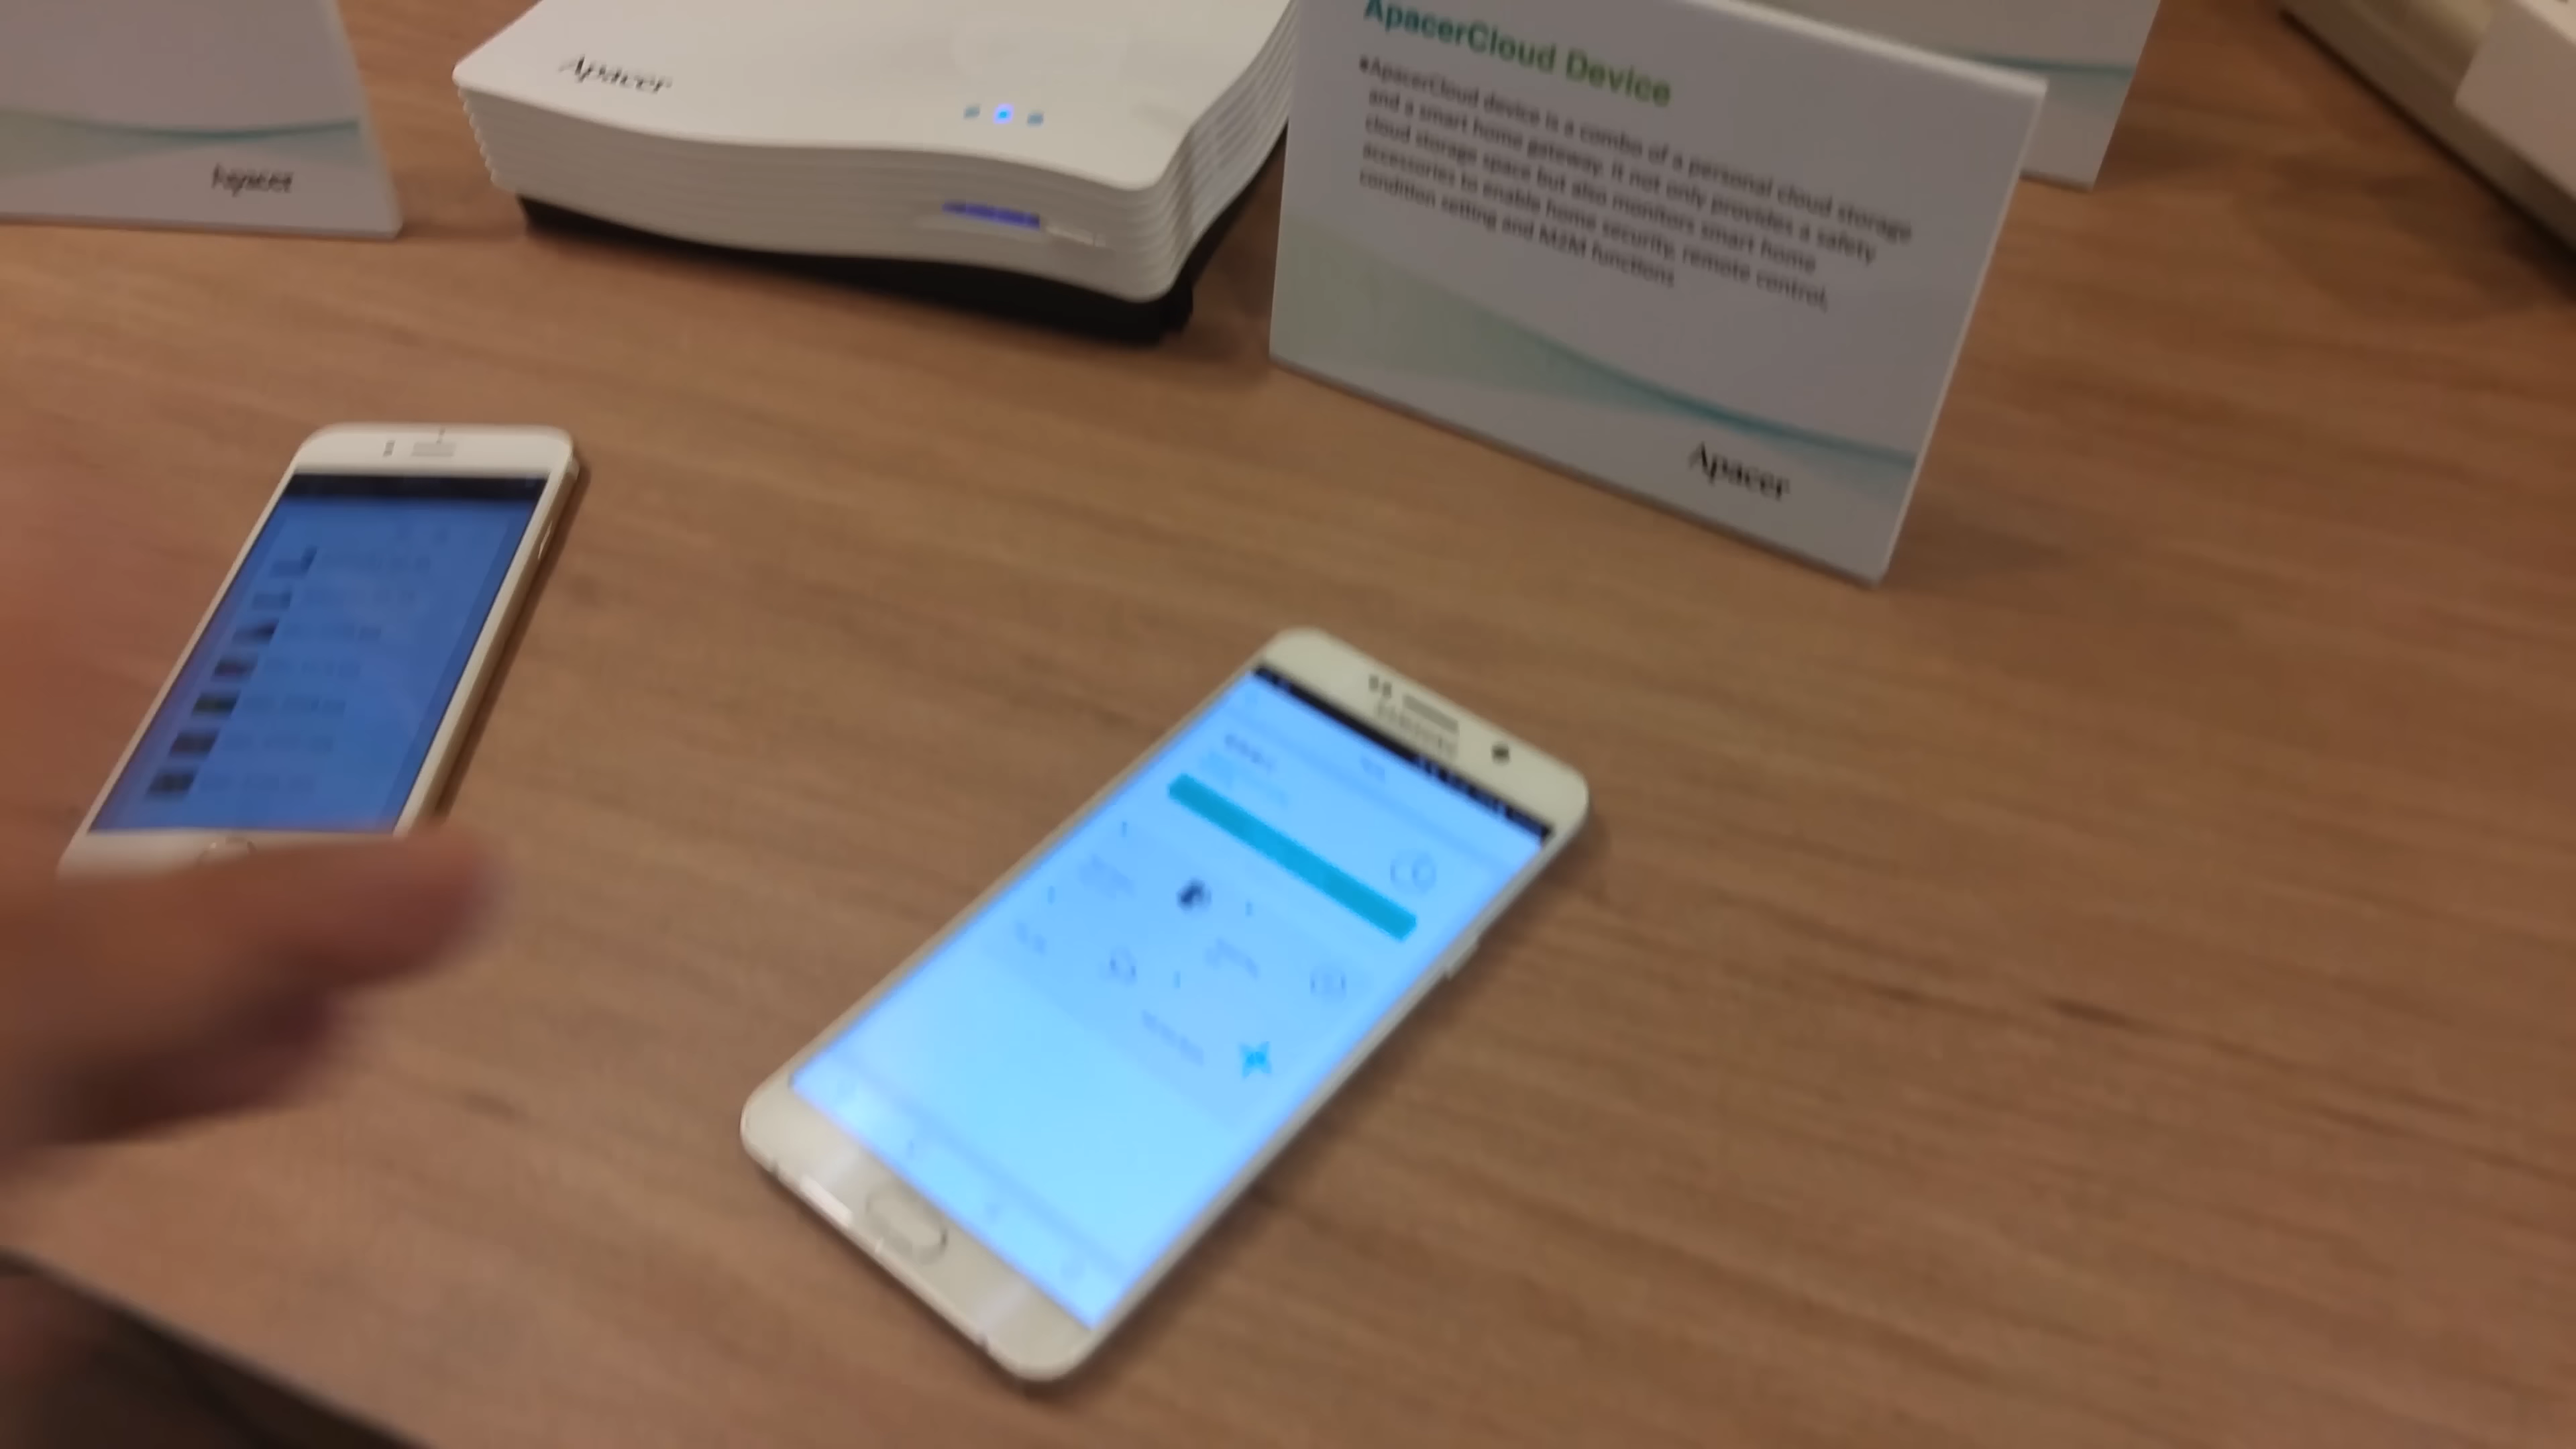 Apacer
Apacer
ApacerCloud Device
•ApacerCloud device is a combo of a personal cloud storage
and a smart home gateway. It not only provides a safety
cloud storage space but also monitors smart home
accessories to enable home security, remote control,
condition setting and M2M functions
Apacer
SAMSUNG